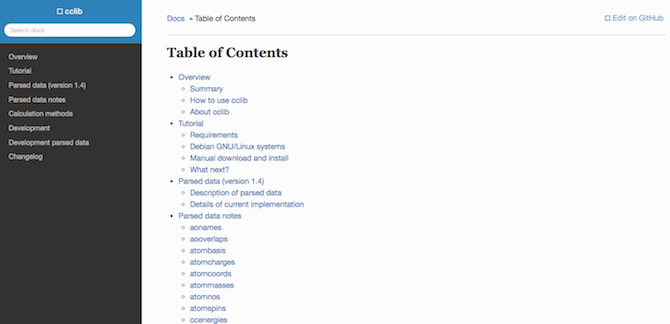 cclib
Search docs
Overview
Tutorial
Parsed data (version 1.4)
Parsed data notes
Calculation methods
Development
Development parsed data
Changelog
Docs » Table of Contents
Edit on GitHub
Table of Contents
Overview
Summary
How to use cclib
About cclib
Tutorial
Requirements
Debian GNU/Linux systems
Manual download and install
What next?
Parsed data (version 1.4)
Description of parsed data
Details of current implementation
Parsed data notes
aonames
aooverlaps
atombasis
atomcharges
atomcoords
atommasses
atomnos
atomspins
ccenergies